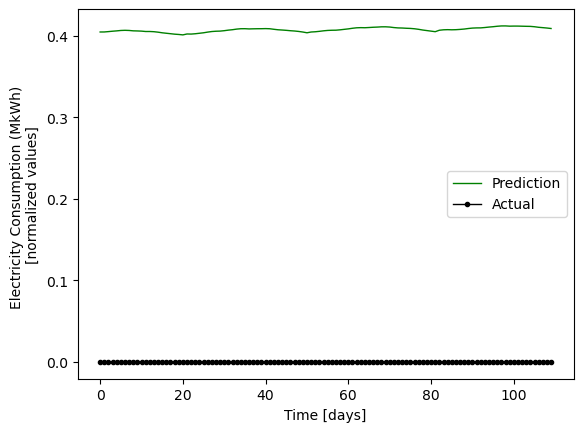 Electricity Consumption (MkWh)
[normalized values]
0.4
0.3
0.2
0.1
0.0
Prediction
Actual
0
20
40
60
80
100
Time [days]